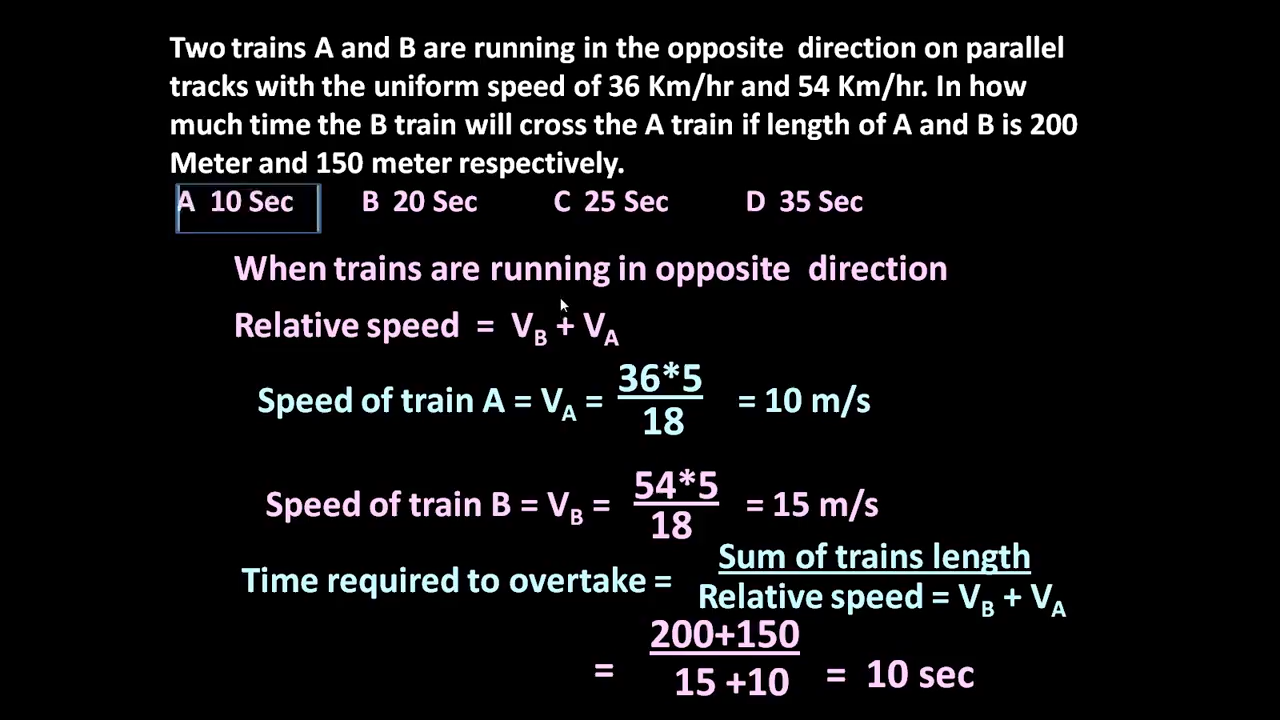 Two trains A and B are running in the opposite direction on parallel
tracks with the uniform speed of 36 Km/hr and 54 Km/hr. In how
much time the B train will cross the A train if length of A and B is 200
Meter and 150 meter respectively.
A 10 Sec B 20 Sec C 25 Sec D 35 Sec
When trains are running in opposite direction
Relative speed = VB + VA
36*5
Speed of train A = VA = = 10 m/s
18
54*5
Speed of train B = VB = = 15 m/s
18
Sum of trains length
Time required to overtake =
Relative speed = VB + VA
200+150
= = 10 sec
15 +10